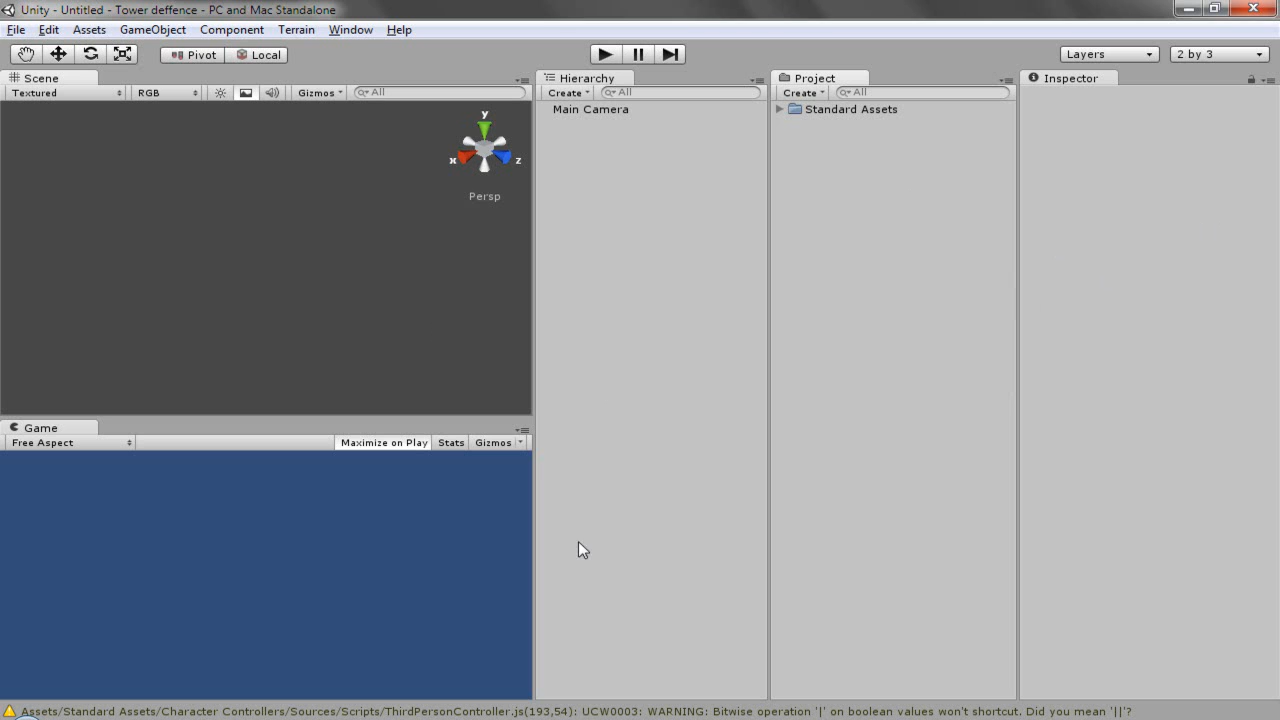 Unity - Untitled - Tower deffence - PC and Mac Standalone
File Edit Assets GameObject Component Terrain Window Help
Pivot Local Layers 2 by 3
Scene Hierarchy Project Inspector
Textured RGB Gizmos All Create All Create All
Main Camera Standard Assets
y
x z
Persp
Game
Free Aspect Maximize on Play Stats Gizmos
Assets/Standard Assets/Character Controllers/Sources/Scripts/ThirdPersonController.js(193,54): UCW0003: WARNING: Bitwise operation '|' on boolean values won't shortcut. Did you mean '||'?